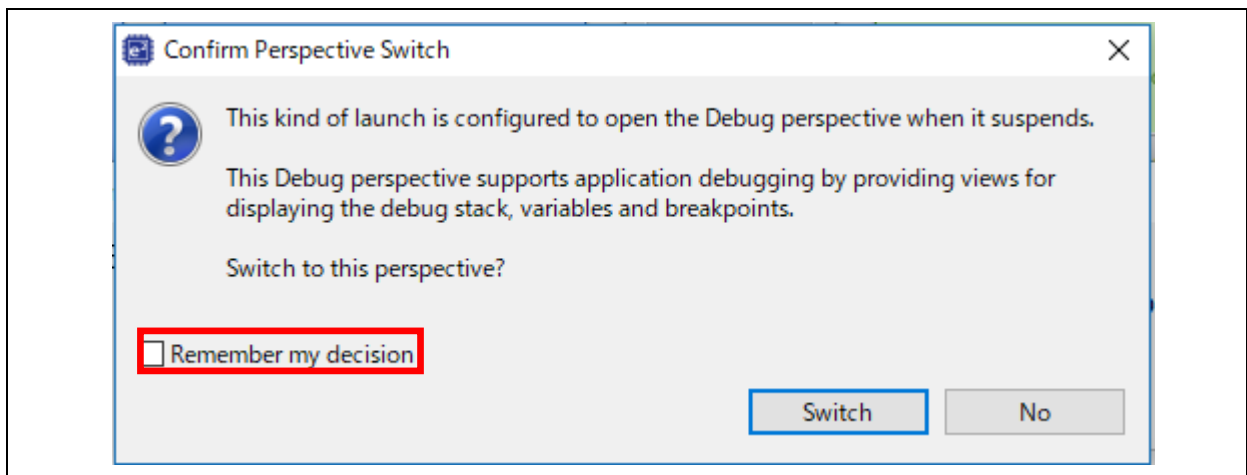 Confirm Perspective Switch
This kind of launch is configured to open the Debug perspective when it suspends.
This Debug perspective supports application debugging by providing views for
displaying the debug stack, variables and breakpoints.
Switch to this perspective?
Remember my decision
Switch
No